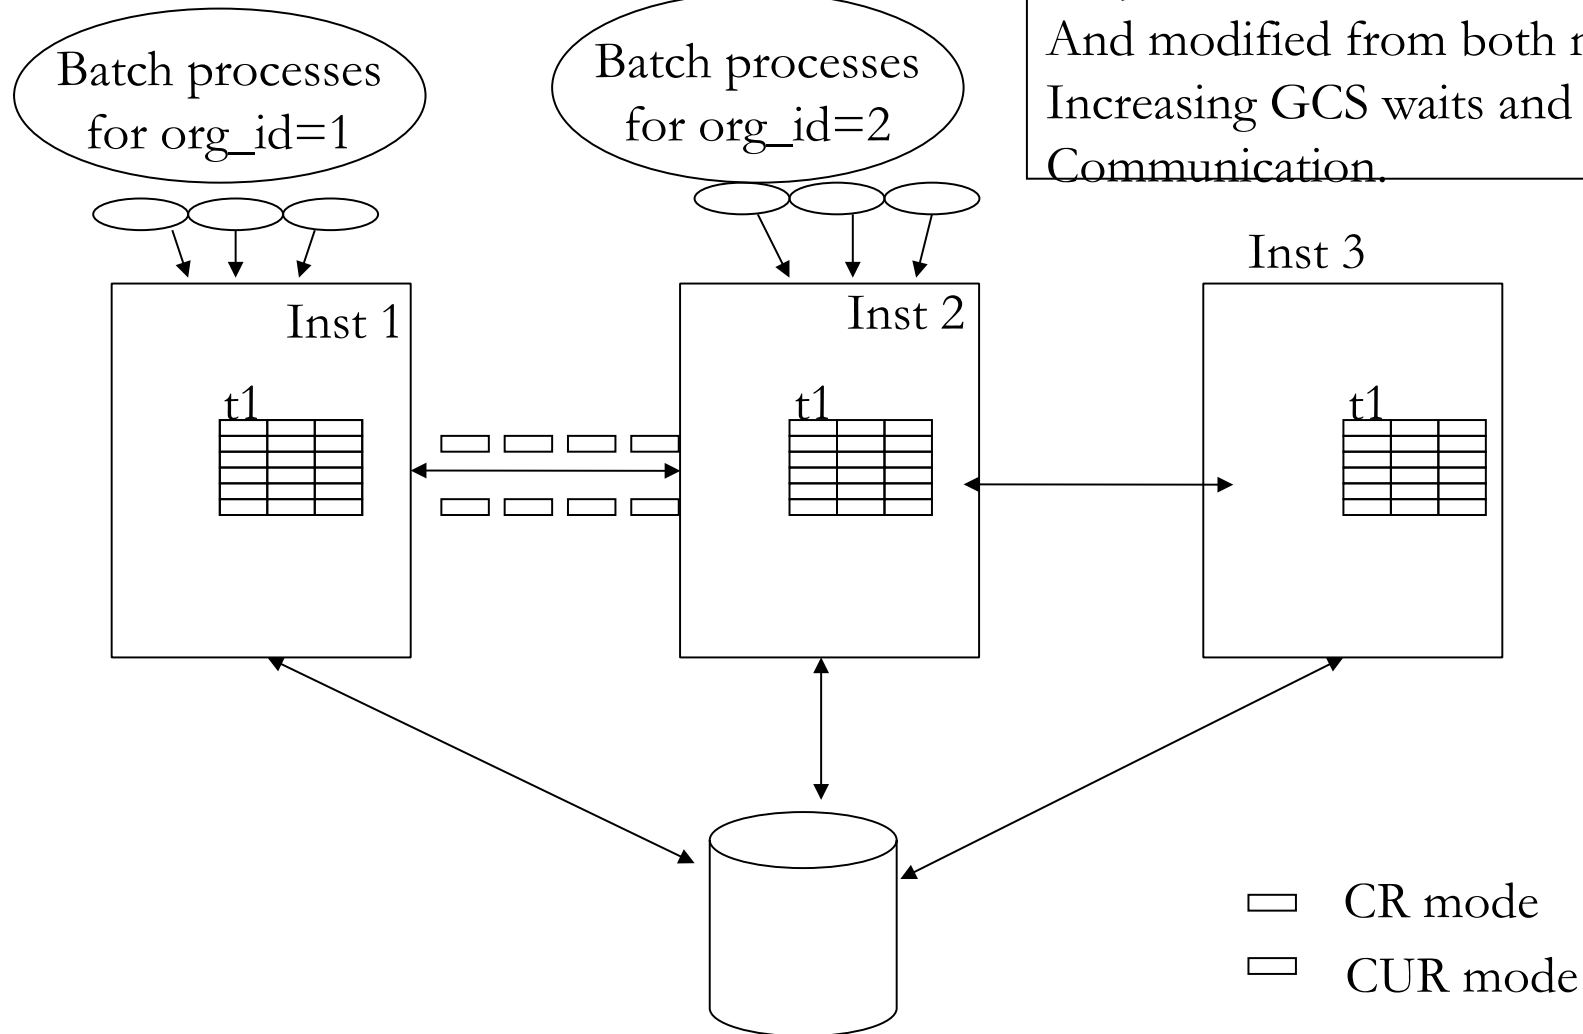 Batch processes
for org_id=1
Batch processes
for org_id=2
And modified from both
Increasing GCS waits and
Communication.
Inst 1
Inst 2
Inst 3
t1
t1
t1
CR mode
CUR mode